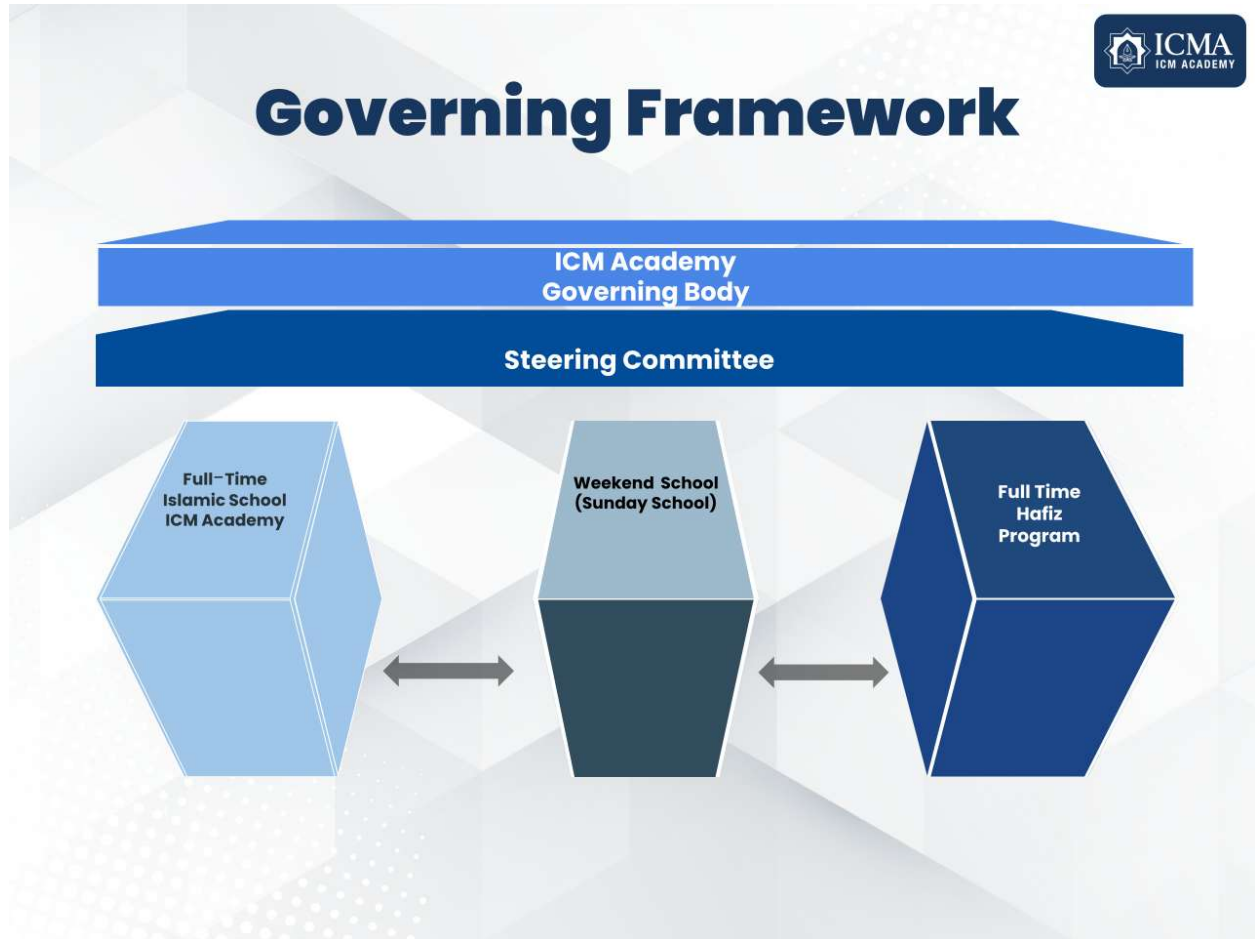 ICMA
ICM ACADEMY
Governing Framework
ICM Academy
Governing Body
Steering Committee
Full-Time
Islamic School
ICM Academy
Weekend School
(Sunday School)
Full Time
Hafiz
Program